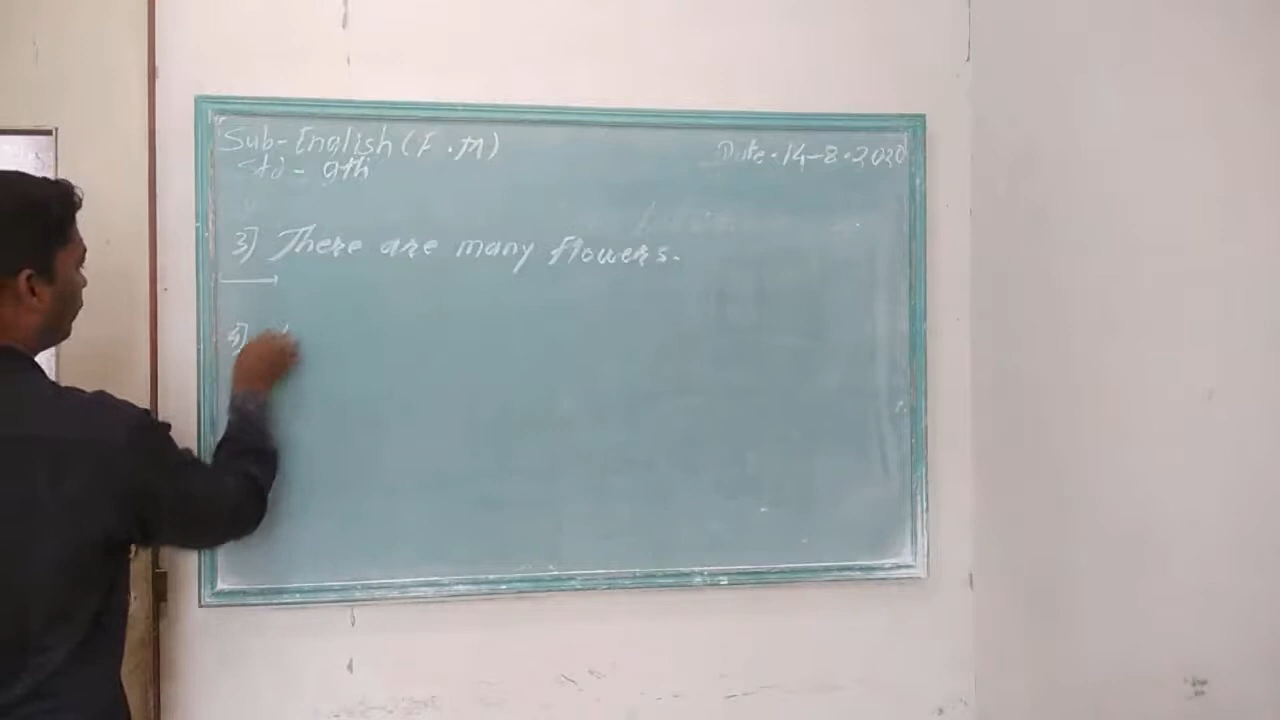 Sub-English (F.M)
Date-14-8-2020
Std - 9th
3] There are many flowers.
4]